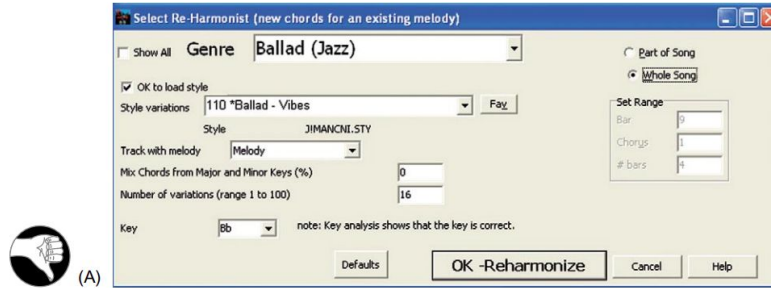 Select Re-Harmonist (new chords for an existing melody)
Show All Genre Ballad (Jazz)
Part of Song
Whole Song
OK to load style
Style variations 110 *Ballad - Vibes Fav
Set Range
Style J!MANCNI.STY
Bar 9
Track with melody Melody
Chorus 1
Mix Chords from Major and Minor Keys (%) 0
# bars 4
Number of variations (range 1 to 100) 16
Key Bb note: Key analysis shows that the key is correct.
Defaults OK -Reharmonize Cancel Help
(A)